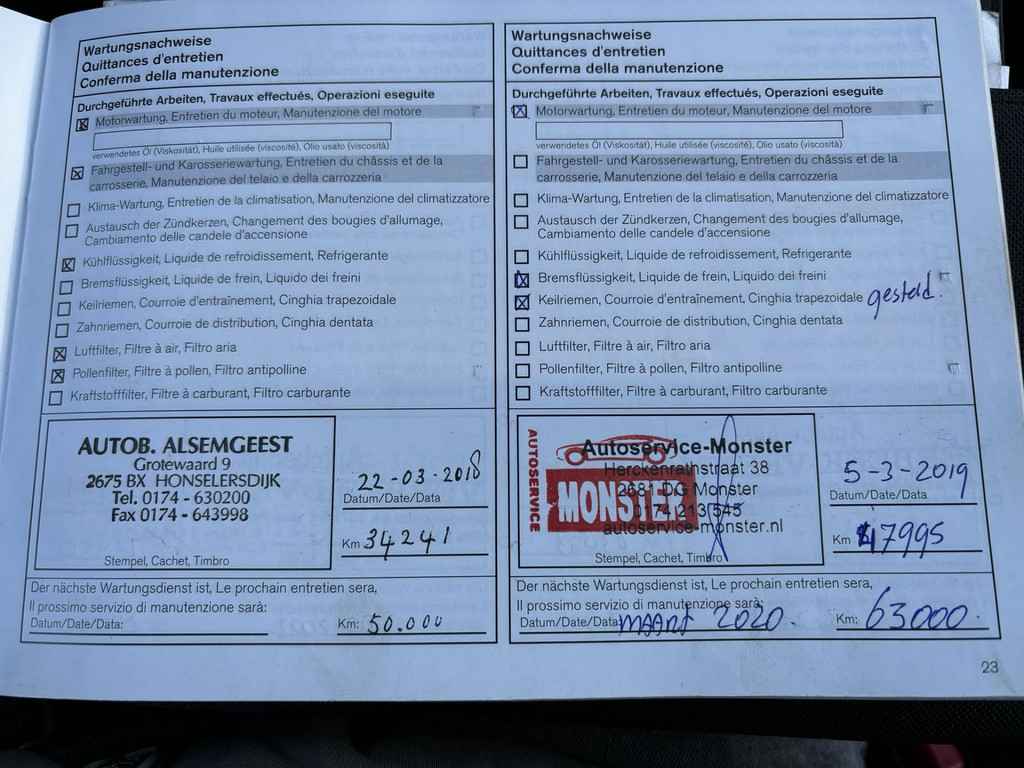 Wartungsnachweise
Quittances d'entretien
Conferma della manutenzione
Durchgeführte Arbeiten, Travaux effectués, Operazioni eseguite
Motorwartung, Entretien du moteur, Manutenzione del motore
verwendetes Öl (Viskosität), Huile utilisée (viscosité), Olio usato (viscosità)
Fahrgestell- und Karosseriewartung, Entretien du châssis et de la
carrosserie, Manutenzione del telaio e della carrozzeria
Klima-Wartung, Entretien de la climatisation, Manutenzione del climatizzatore
Austausch der Zündkerzen, Changement des bougies d'allumage,
Cambiamento delle candele d'accensione
Kühlflüssigkeit, Liquide de refroidissement, Refrigerante
Bremsflüssigkeit, Liquide de frein, Liquido dei freini
Keilriemen, Courroie d'entraînement, Cinghia trapezoidale
Zahnriemen, Courroie de distribution, Cinghia dentata
Luftfilter, Filtre à air, Filtro aria
Pollenfilter, Filtre à pollen, Filtro antipolline
Kraftstofffilter, Filtre à carburant, Filtro carburante
AUTOB. ALSEMGEEST
Grotewaard 9
2675 BX HONSELERSDIJK
Tel. 0174 - 630200
Fax 0174 - 643998
Stempel, Cachet, Timbro
22-03-2018
Datum/Date/Data
Km 34241
Der nächste Wartungsdienst ist, Le prochain entretien sera,
Il prossimo servizio di manutenzione sarà:
Datum/Date/Data:
Km: 50.000
Wartungsnachweise
Quittances d'entretien
Conferma della manutenzione
Durchgeführte Arbeiten, Travaux effectués, Operazioni eseguite
Motorwartung, Entretien du moteur, Manutenzione del motore
verwendetes Öl (Viskosität), Huile utilisée (viscosité), Olio usato (viscosità)
Fahrgestell- und Karosseriewartung, Entretien du châssis et de la
carrosserie, Manutenzione del telaio e della carrozzeria
Klima-Wartung, Entretien de la climatisation, Manutenzione del climatizzatore
Austausch der Zündkerzen, Changement des bougies d'allumage,
Cambiamento delle candele d'accensione
Kühlflüssigkeit, Liquide de refroidissement, Refrigerante
Bremsflüssigkeit, Liquide de frein, Liquido dei freini
Keilriemen, Courroie d'entraînement, Cinghia trapezoidale gesteld.
Zahnriemen, Courroie de distribution, Cinghia dentata
Luftfilter, Filtre à air, Filtro aria
Pollenfilter, Filtre à pollen, Filtro antipolline
Kraftstofffilter, Filtre à carburant, Filtro carburante
AUTOSERVICE
MONSTER
Autoservice-Monster
Herckenrathstraat 38
2681 DG Monster
0174 213 545
autoservice-monster.nl
Stempel, Cachet, Timbro
5-3-2019
Datum/Date/Data
Km 47995
Der nächste Wartungsdienst ist, Le prochain entretien sera,
Il prossimo servizio di manutenzione sarà:
Datum/Date/Data: MAART 2020.
Km: 63000.
23